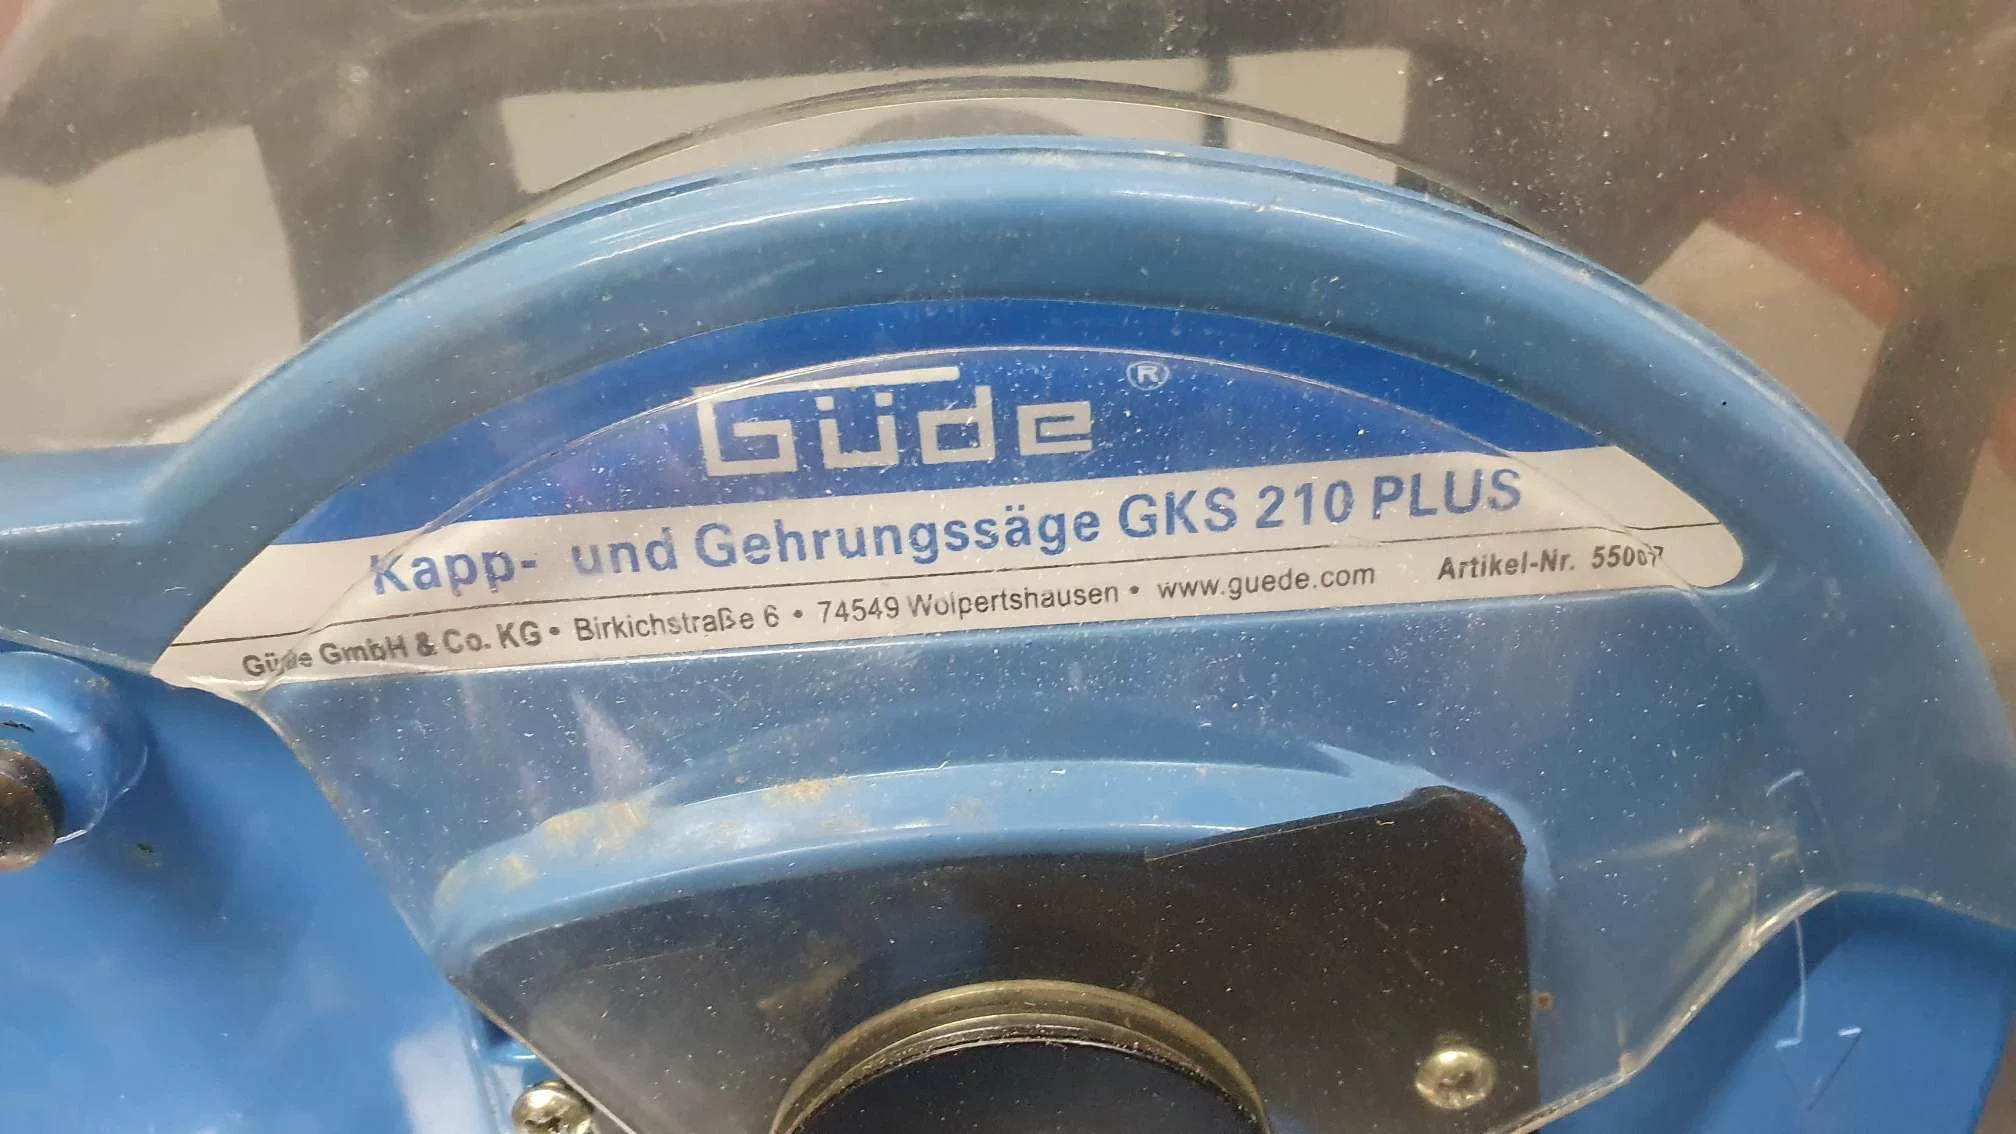 Güde ®
Kapp- und Gehrungssäge GKS 210 PLUS
Güde GmbH & Co. KG • Birkichstraße 6 • 74549 Wolpertshausen • www.guede.com Artikel-Nr. 55007